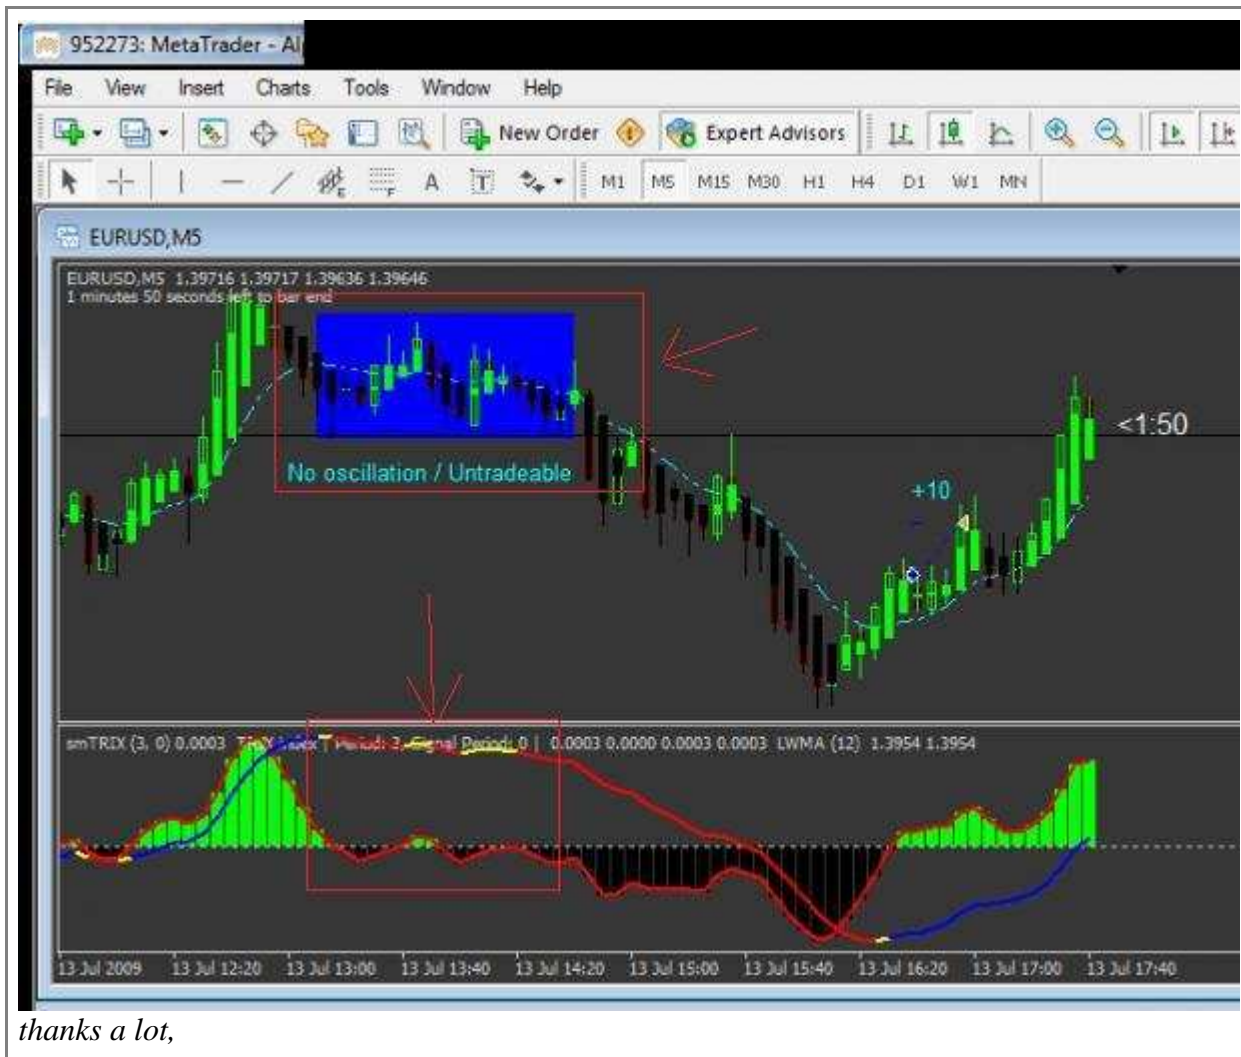 952273: MetaTrader - Al
File View Insert Charts Tools Window Help
New Order Expert Advisors
E F A T M1 M5 M15 M30 H1 H4 D1 W1 MN
EURUSD,M5
EURUSD,M5 1.39716 1.39717 1.39636 1.39646
1 minutes 50 seconds left to bar end
<1:50
No oscillation / Untradeable
+10
smTRIX (3, 0) 0.0003 TRIX Index | Period: 3, Signal Period: 0 | 0.0003 0.0000 0.0003 0.0003 LWMA (12) 1.3954 1.3954
13 Jul 2009 13 Jul 12:20 13 Jul 13:00 13 Jul 13:40 13 Jul 14:20 13 Jul 15:00 13 Jul 15:40 13 Jul 16:20 13 Jul 17:00 13 Jul 17:40
thanks a lot,